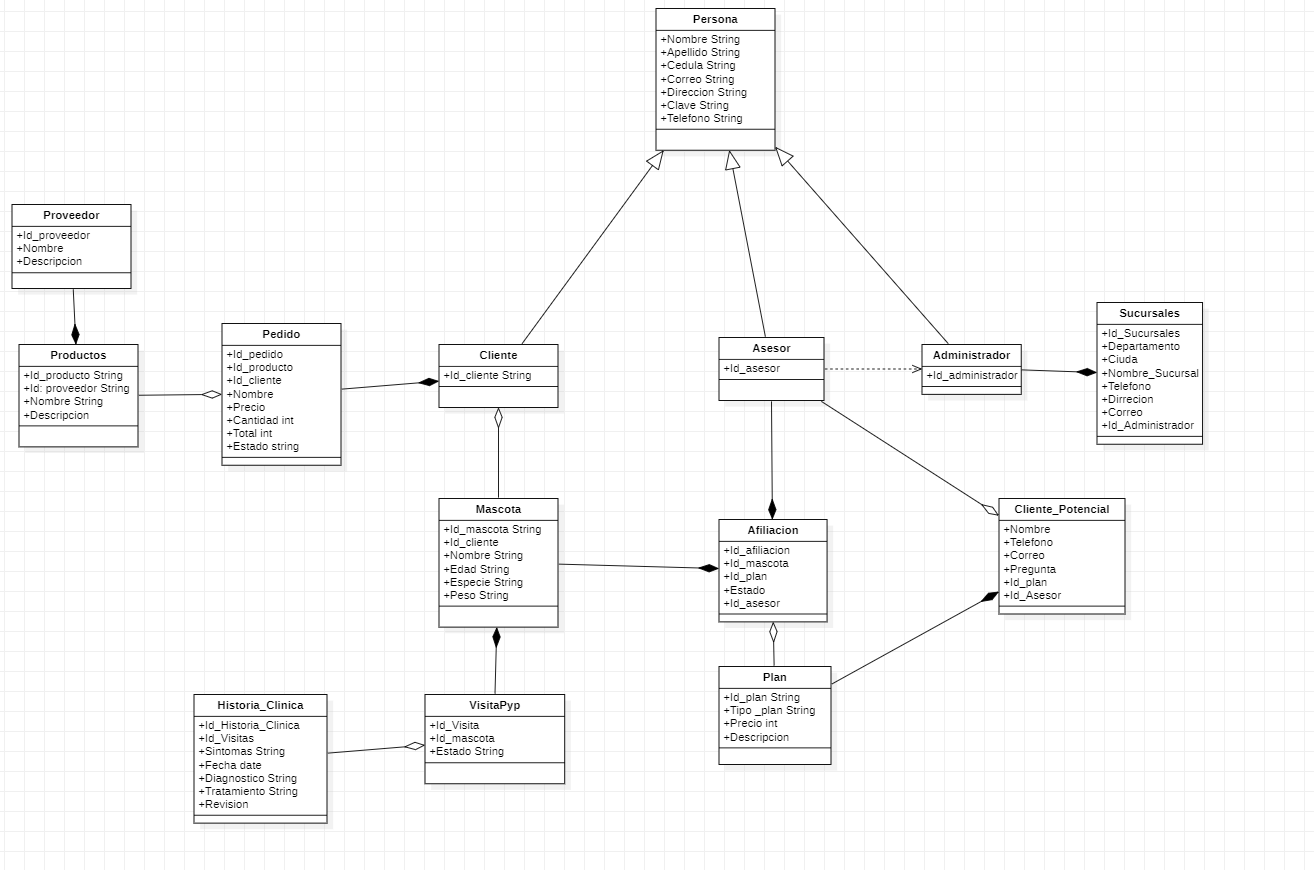 Persona
+Nombre String
+Apellido String
+Cedula String
+Correo String
+Direccion String
+Clave String
+Telefono String
Proveedor
+Id_proveedor
+Nombre
+Descripcion
Productos
+Id_producto String
+Id: proveedor String
+Nombre String
+Descripcion
Pedido
+Id_pedido
+Id_producto
+Id_cliente
+Nombre
+Precio
+Cantidad int
+Total int
+Estado string
Cliente
+Id_cliente String
Asesor
+Id_asesor
Administrador
+Id_administrador
Sucursales
+Id_Sucursales
+Departamento
+Ciuda
+Nombre_Sucursal
+Telefono
+Dirrecion
+Correo
+Id_Administrador
Mascota
+Id_mascota String
+Id_cliente
+Nombre String
+Edad String
+Especie String
+Peso String
Afiliacion
+Id_afiliacion
+Id_mascota
+Id_plan
+Estado
+Id_asesor
Cliente_Potencial
+Nombre
+Telefono
+Correo
+Pregunta
+Id_plan
+Id_Asesor
Historia_Clinica
+Id_Historia_Clinica
+Id_Visitas
+Sintomas String
+Fecha date
+Diagnostico String
+Tratamiento String
+Revision
VisitaPyp
+Id_Visita
+Id_mascota
+Estado String
Plan
+Id_plan String
+Tipo _plan String
+Precio int
+Descripcion